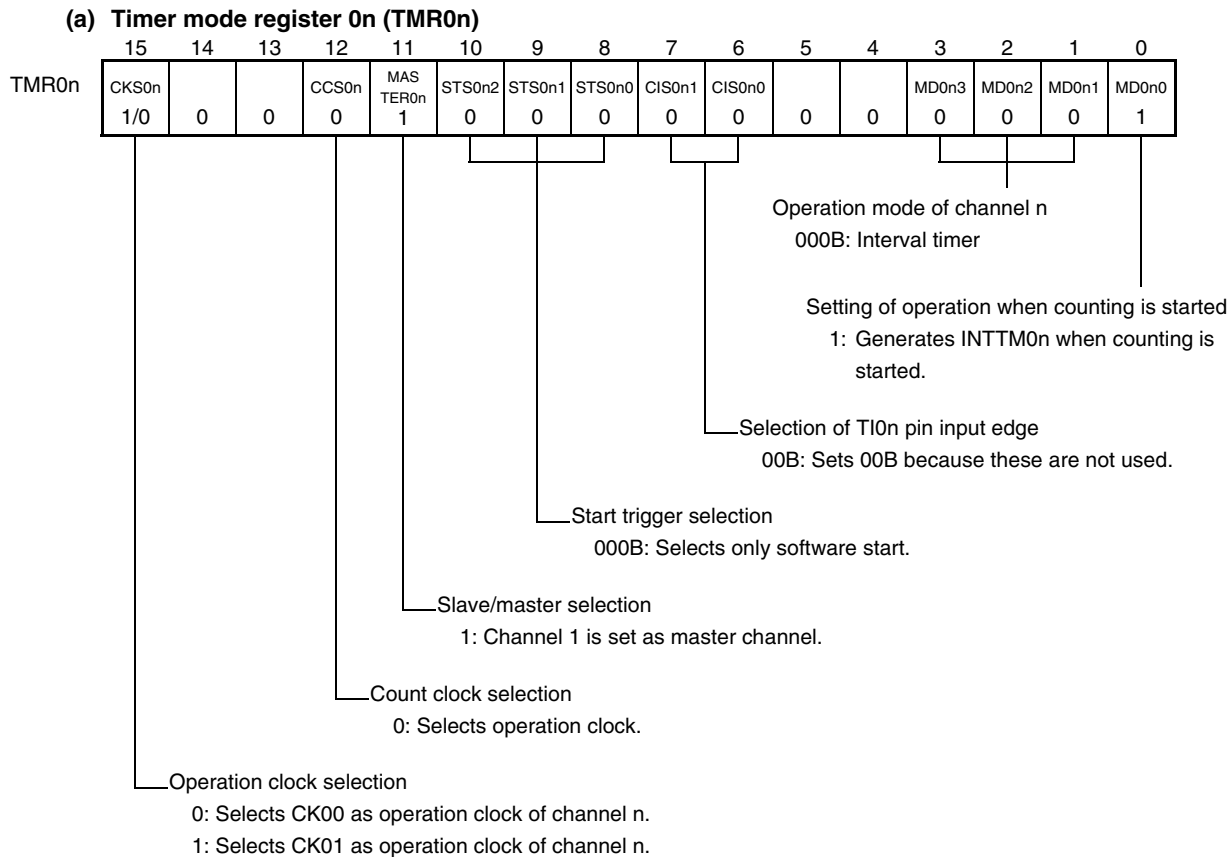 (a) Timer mode register 0n (TMR0n)
15 14 13 12 11 10 9 8 7 6 5 4 3 2 1 0
TMR0n
CKS0n CCS0n MAS TER0n STS0n2 STS0n1 STS0n0 CIS0n1 CIS0n0 MD0n3 MD0n2 MD0n1 MD0n0
1/0 0 0 0 1 0 0 0 0 0 0 0 0 0 0 1
Operation mode of channel n
000B: Interval timer
Setting of operation when counting is started
1: Generates INTTM0n when counting is
started.
Selection of TI0n pin input edge
00B: Sets 00B because these are not used.
Start trigger selection
000B: Selects only software start.
Slave/master selection
1: Channel 1 is set as master channel.
Count clock selection
0: Selects operation clock.
Operation clock selection
0: Selects CK00 as operation clock of channel n.
1: Selects CK01 as operation clock of channel n.